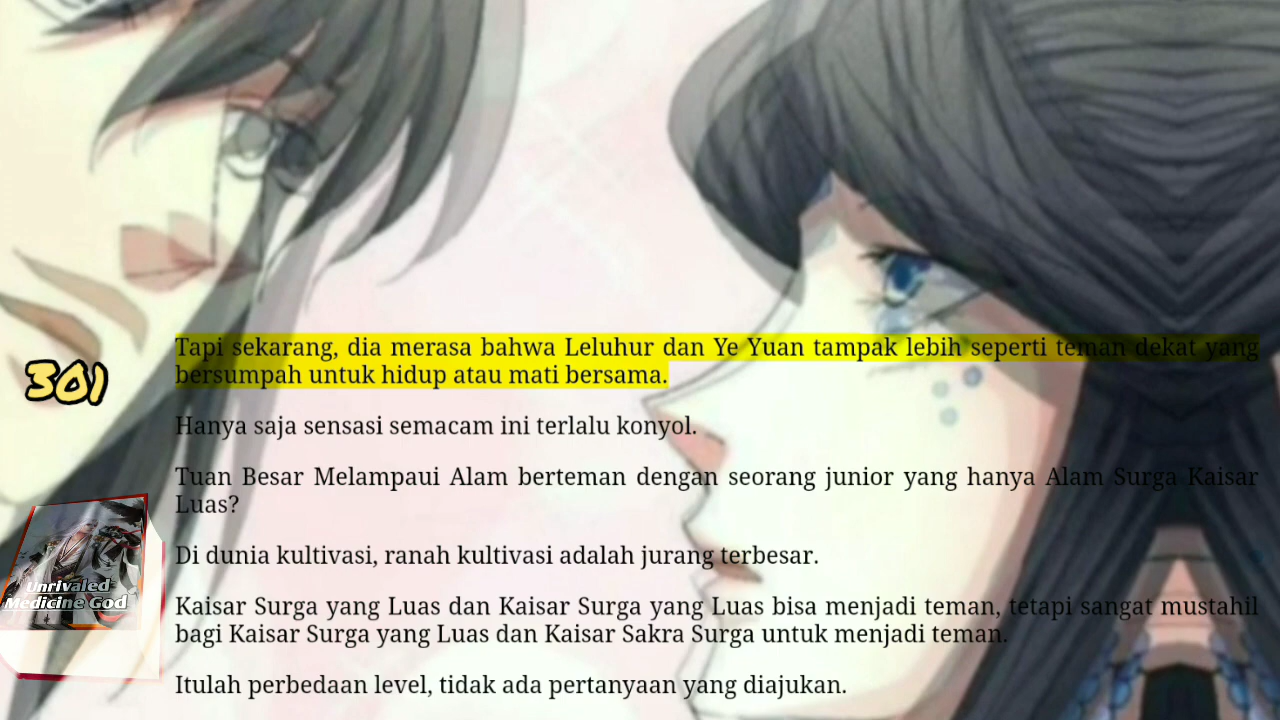 Tapi sekarang, dia merasa bahwa Leluhur dan Ye Yuan tampak lebih seperti teman dekat yang
bersumpah untuk hidup atau mati bersama.
301
Hanya saja sensasi semacam ini terlalu konyol.
Tuan Besar Melampaui Alam berteman dengan seorang junior yang hanya Alam Surga Kaisar
Luas?
Di dunia kultivasi, ranah kultivasi adalah jurang terbesar.
Unrivaled
Medicine God
Kaisar Surga yang Luas dan Kaisar Surga yang Luas bisa menjadi teman, tetapi sangat mustahil
bagi Kaisar Surga yang Luas dan Kaisar Sakra Surga untuk menjadi teman.
Itulah perbedaan level, tidak ada pertanyaan yang diajukan.